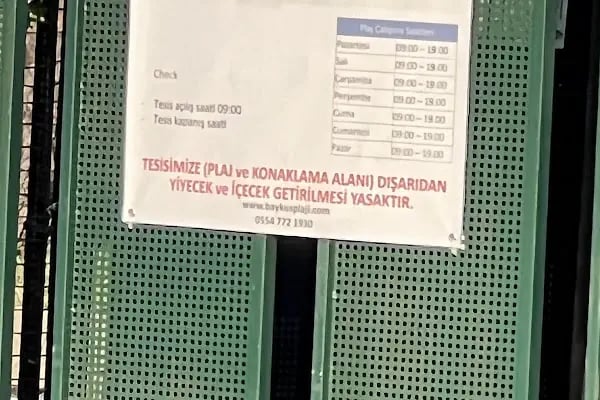 Plaj Çalışma Saatleri
Pazartesi 09:00 – 19:00
Salı 09:00 – 19:00
Çarşamba 09:00 – 19:00
Perşembe 09:00 – 19:00
Cuma 09:00 – 19:00
Cumartesi 09:00 – 19:00
Pazar 09:00 – 19:00
Check
Tesis açılış saati 09:00
Tesis kapanış saati
TESİSİMİZE (PLAJ ve KONAKLAMA ALANI) DIŞARIDAN
YİYECEK ve İÇECEK GETİRİLMESİ YASAKTIR.
www.baykusplaji.com
0554 772 1930